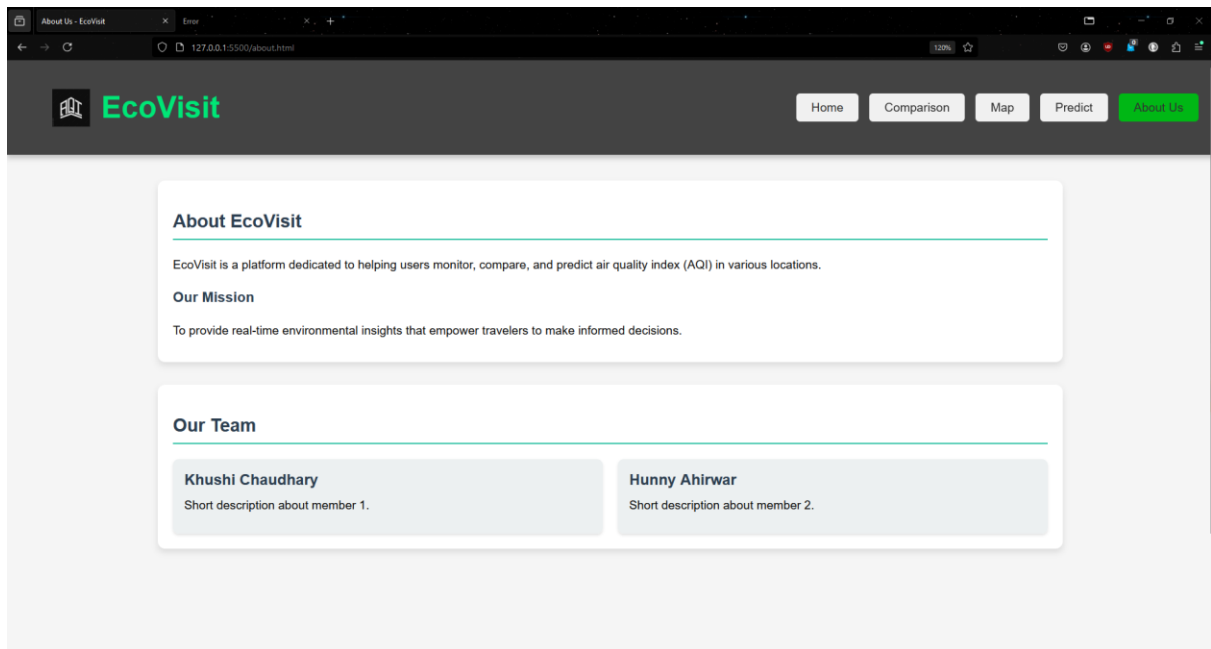 About Us - EcoVisit
Error
127.0.0.1:5500/about.html
120%
AQI
EcoVisit
Home
Comparison
Map
Predict
About Us
About EcoVisit
EcoVisit is a platform dedicated to helping users monitor, compare, and predict air quality index (AQI) in various locations.
Our Mission
To provide real-time environmental insights that empower travelers to make informed decisions.
Our Team
Khushi Chaudhary
Short description about member 1.
Hunny Ahirwar
Short description about member 2.